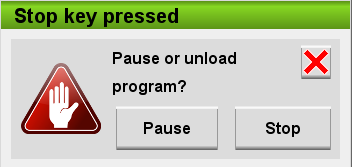 Stop key pressed
Pause or unload
program?
Pause
Stop